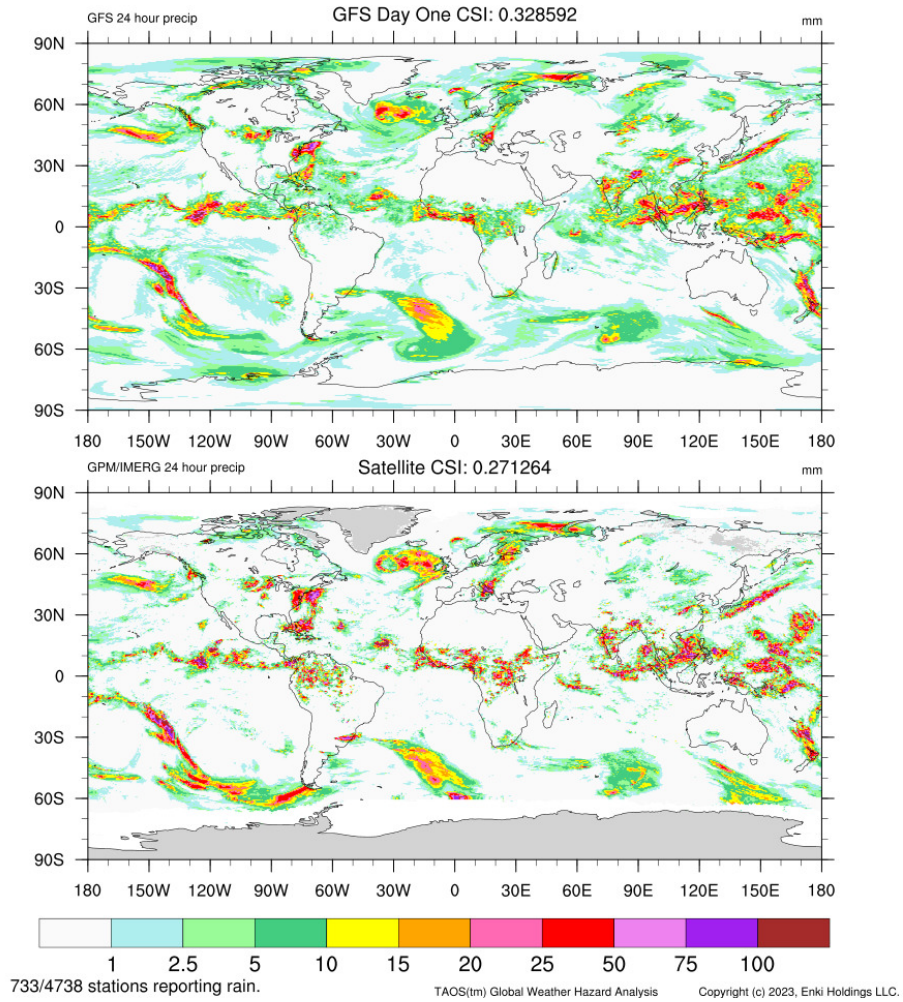 GFS 24 hour precip GFS Day One CSI: 0.328592 mm
90N
60N
30N
0
30S
60S
90S
180 150W 120W 90W 60W 30W 0 30E 60E 90E 120E 150E 180
GPM/IMERG 24 hour precip Satellite CSI: 0.271264 mm
90N
60N
30N
0
30S
60S
90S
180 150W 120W 90W 60W 30W 0 30E 60E 90E 120E 150E 180
1 2.5 5 10 15 20 25 50 75 100
733/4738 stations reporting rain. TAOS(tm) Global Weather Hazard Analysis Copyright (c) 2023, Enki Holdings LLC.